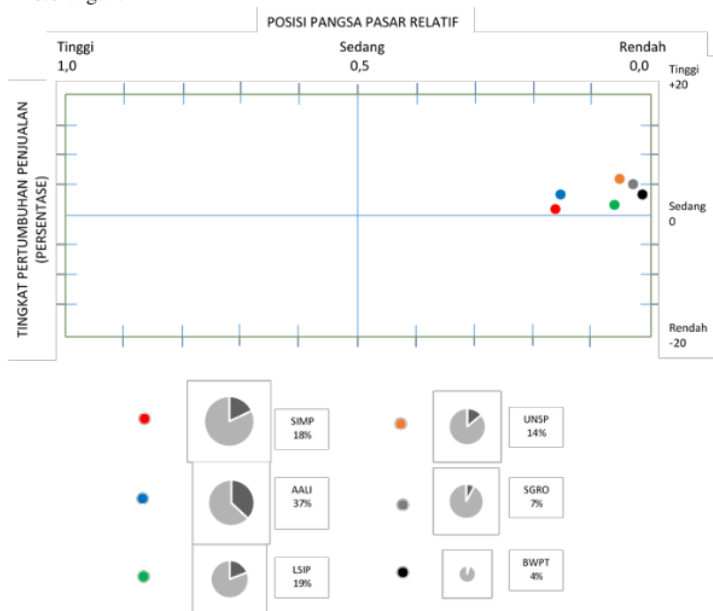 POSISI PANGSA PASAR RELATIF
Tinggi Sedang Rendah
1,0 0,5 0,0
Tinggi
+20
TINGKAT PERTUMBUHAN PENJUALAN
(PERSENTASE)
Sedang
0
Rendah
-20
SIMP
18%
UNSP
14%
AALI
37%
SGRO
7%
LSIP
19%
BWPT
4%